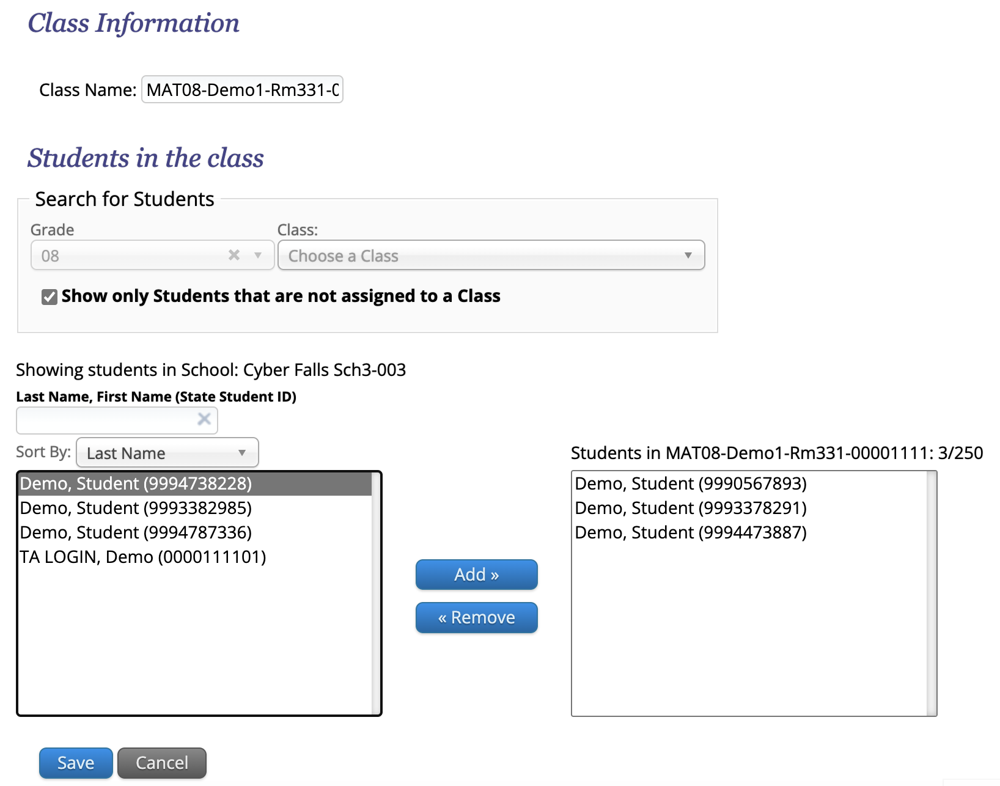 Class Information
Class Name: MAT08-Demo1-Rm331-0
Students in the class
Search for Students
Grade Class:
08 Choose a Class
Show only Students that are not assigned to a Class
Showing students in School: Cyber Falls Sch3-003
Last Name, First Name (State Student ID)
Sort By: Last Name
Demo, Student (9994738228)
Demo, Student (9993382985)
Demo, Student (9994787336)
TA LOGIN, Demo (0000111101)
Add »
« Remove
Students in MAT08-Demo1-Rm331-00001111: 3/250
Demo, Student (9990567893)
Demo, Student (9993378291)
Demo, Student (9994473887)
Save Cancel